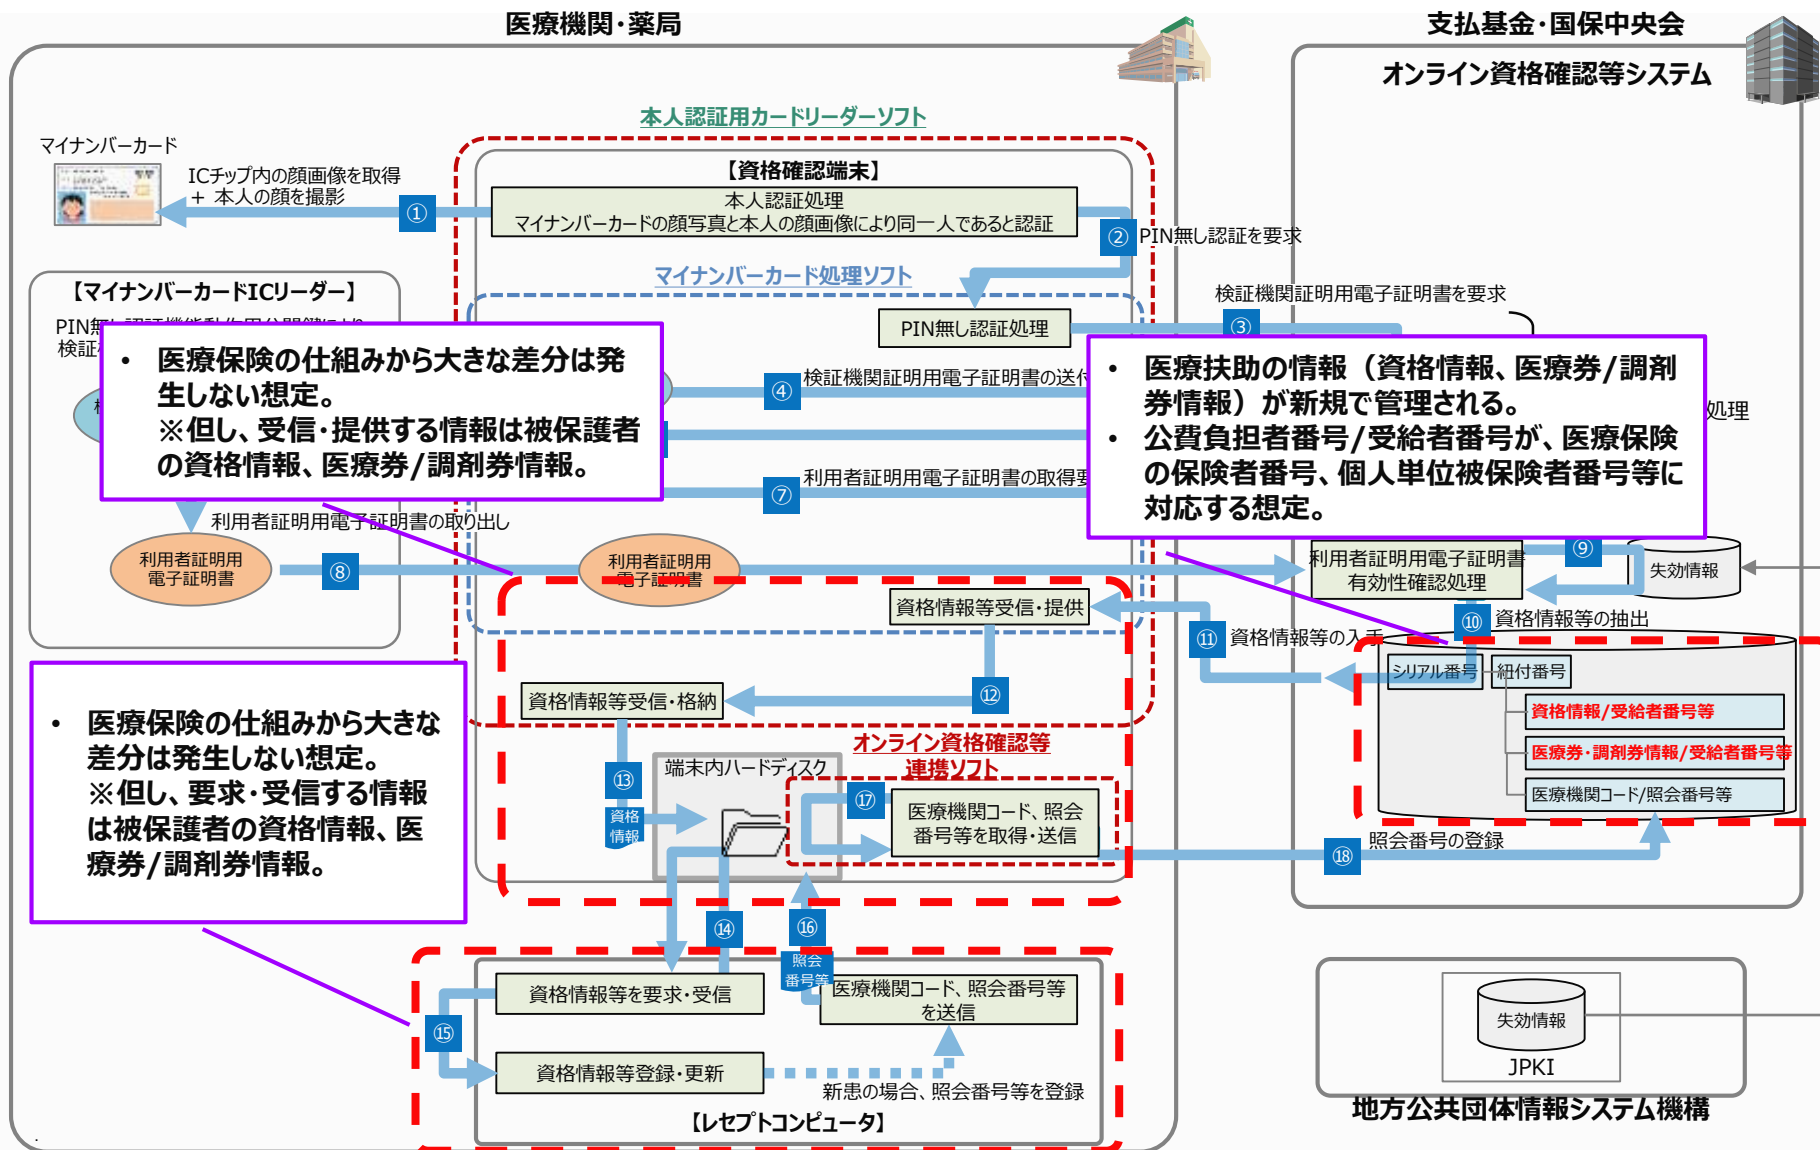 医療機関・薬局
支払基金・国保中央会
オンライン資格確認等システム
本人認証用カードリーダーソフト
マイナンバーカード
ICチップ内の顔画像を取得
+ 本人の顔を撮影
①
【資格確認端末】
本人認証処理
マイナンバーカードの顔写真と本人の顔画像により同一人であると認証
②
PIN無し認証を要求
マイナンバーカード処理ソフト
【マイナンバーカードICリーダー】
PIN無し認証機能動作用公開鍵により
検証
PIN無し認証処理
検証機関証明用電子証明書を要求
③
④
検証機関証明用電子証明書の送付
処理
• 医療保険の仕組みから大きな差分は発
生しない想定。
※但し、受信・提供する情報は被保護者
の資格情報、医療券/調剤券情報。
• 医療扶助の情報（資格情報、医療券/調剤
券情報）が新規で管理される。
• 公費負担者番号/受給者番号が、医療保険
の保険者番号、個人単位被保険者番号等に
対応する想定。
⑦
利用者証明用電子証明書の取得要
利用者証明用電子証明書の取り出し
利用者証明用
電子証明書
⑧
利用者証明用
電子証明書
利用者証明用電子証明書
有効性確認処理
⑨
失効情報
資格情報等受信・提供
⑪
資格情報等の入手
⑩
資格情報等の抽出
シリアル番号
紐付番号
資格情報/受給者番号等
医療券・調剤券情報/受給者番号等
医療機関コード/照会番号等
⑫
資格情報等受信・格納
• 医療保険の仕組みから大きな
差分は発生しない想定。
※但し、要求・受信する情報
は被保護者の資格情報、医
療券/調剤券情報。
オンライン資格確認等
連携ソフト
⑬
資格
情報
端末内ハードディスク
⑰
医療機関コード、照会
番号等を取得・送信
⑱
照会番号の登録
⑭
⑯
照会
番号等
資格情報等を要求・受信
医療機関コード、照会番号等
を送信
⑮
資格情報等登録・更新
新患の場合、照会番号等を登録
【レセプトコンピュータ】
失効情報
JPKI
地方公共団体情報システム機構